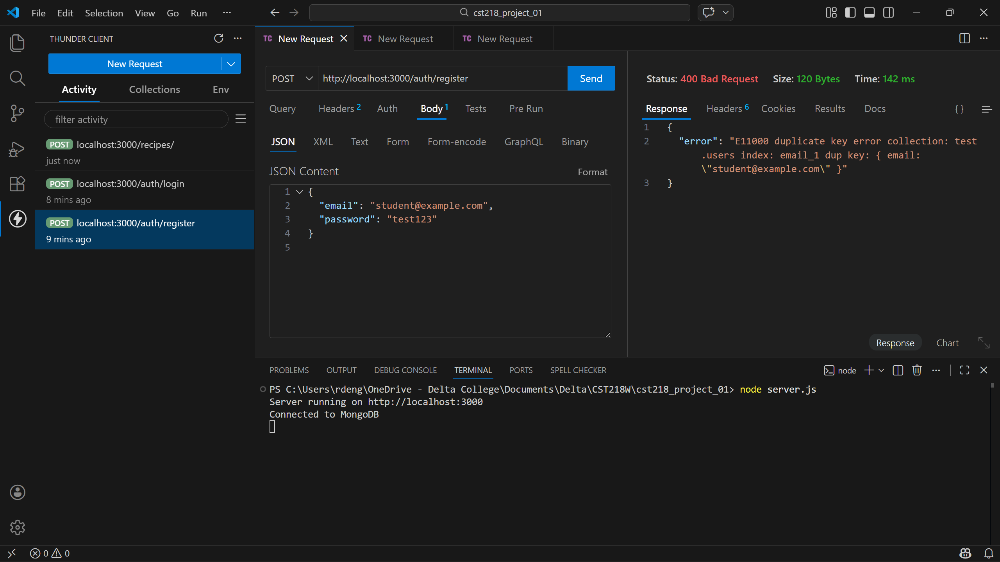 File Edit Selection View Go Run ···
cst218_project_01
THUNDER CLIENT
New Request
Activity Collections Env
filter activity
POST localhost:3000/recipes/
just now
POST localhost:3000/auth/login
8 mins ago
POST localhost:3000/auth/register
9 mins ago
TC New Request
TC New Request
TC New Request
POST http://localhost:3000/auth/register Send
Query Headers 2 Auth Body 1 Tests Pre Run
JSON XML Text Form Form-encode GraphQL Binary
JSON Content Format
1 {
2 "email": "student@example.com",
3 "password": "test123"
4 }
5
Status: 400 Bad Request Size: 120 Bytes Time: 142 ms
Response Headers 6 Cookies Results Docs { }
1 {
2 "error": "E11000 duplicate key error collection: test
.users index: email_1 dup key: { email:
\"student@example.com\" }"
3 }
Response Chart
PROBLEMS OUTPUT DEBUG CONSOLE TERMINAL PORTS SPELL CHECKER
node
PS C:\Users\rdeng\OneDrive - Delta College\Documents\Delta\CST218W\cst218_project_01> node server.js
Server running on http://localhost:3000
Connected to MongoDB
0 0